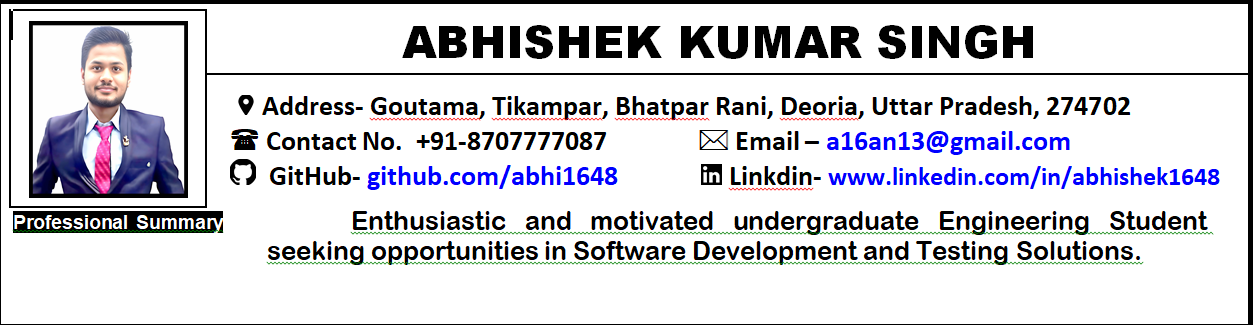 ABHISHEK KUMAR SINGH
Address- Goutama, Tikampar, Bhatpar Rani, Deoria, Uttar Pradesh, 274702
Contact No. +91-8707777087 Email – a16an13@gmail.com
GitHub- github.com/abhi1648 Linkdin- www.linkedin.com/in/abhishek1648
Professional Summary Enthusiastic and motivated undergraduate Engineering Student
seeking opportunities in Software Development and Testing Solutions.